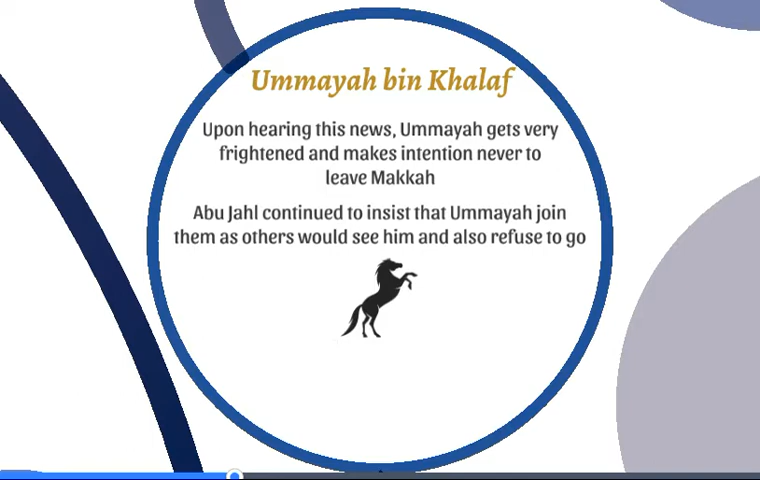 Ummayah bin Khalaf
Upon hearing this news, Ummayah gets very
frightened and makes intention never to
leave Makkah
Abu Jahl continued to insist that Ummayah join
them as others would see him and also refuse to go